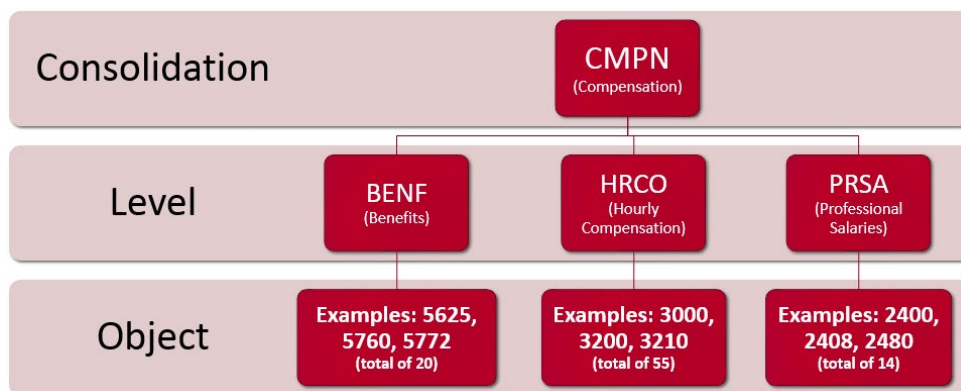 Consolidation
CMPN
(Compensation)
Level
BENF
(Benefits)
HRCO
(Hourly
Compensation)
PRSA
(Professional
Salaries)
Object
Examples: 5625,
5760, 5772
(total of 20)
Examples: 3000,
3200, 3210
(total of 55)
Examples: 2400,
2408, 2480
(total of 14)